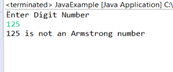 <terminated> JavaExample [Java Application] C:\
Enter Digit Number
125
125 is not an Armstrong number